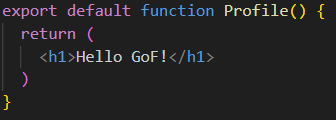 export default function Profile() {
  return (
    <h1>Hello GoF!</h1>
  )
}